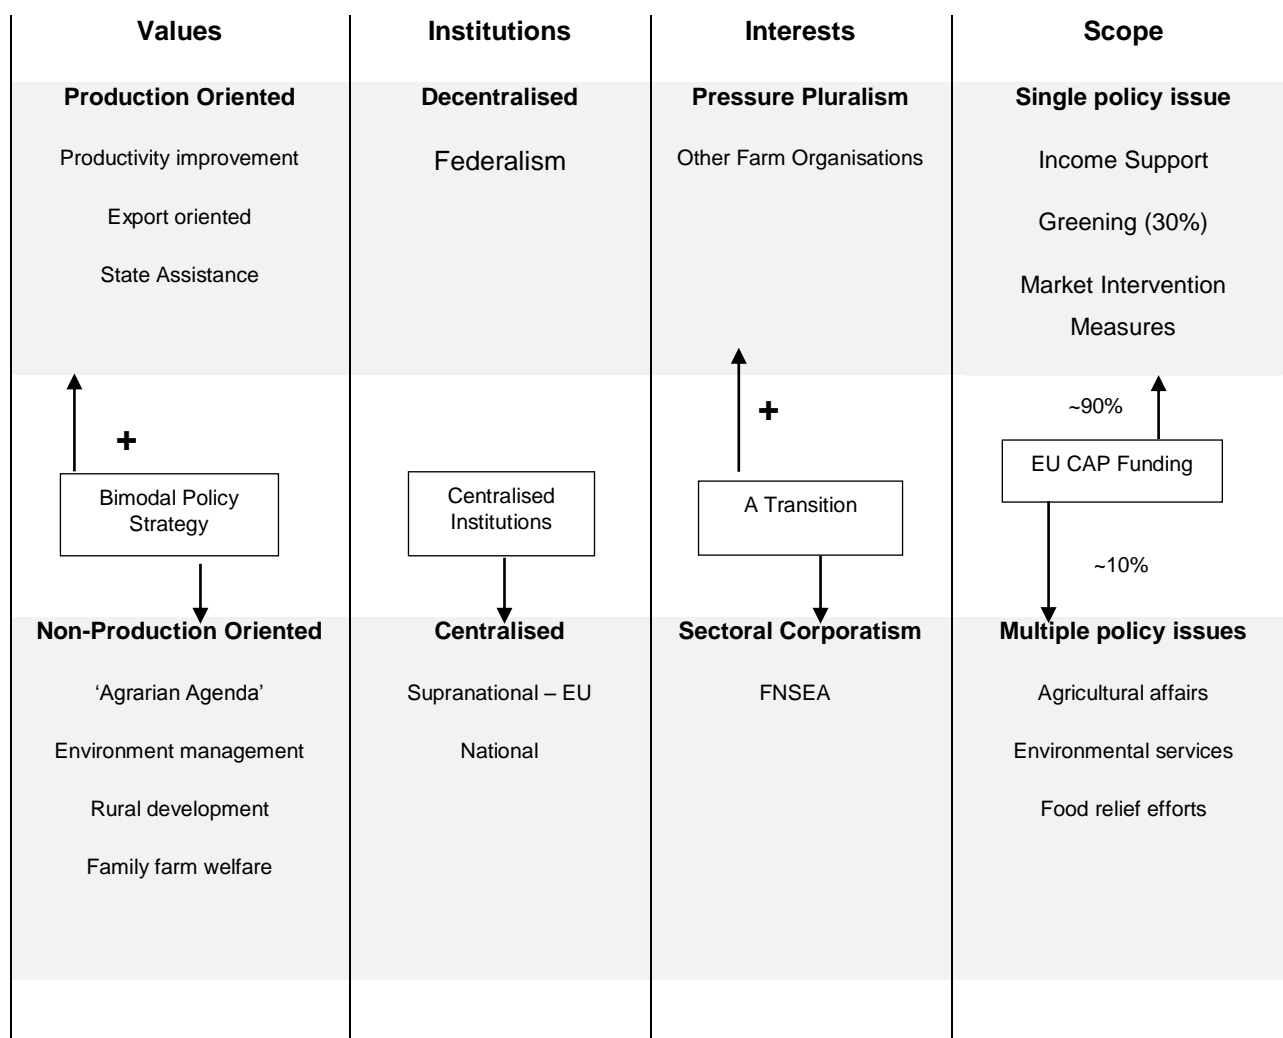 Values
Institutions
Interests
Scope
Production Oriented
Productivity improvement
Export oriented
State Assistance
Decentralised
Federalism
Pressure Pluralism
Other Farm Organisations
Single policy issue
Income Support
Greening (30%)
Market Intervention
Measures
+
Bimodal Policy
Strategy
Centralised
Institutions
+
A Transition
~90%
EU CAP Funding
~10%
Non-Production Oriented
‘Agrarian Agenda’
Environment management
Rural development
Family farm welfare
Centralised
Supranational – EU
National
Sectoral Corporatism
FNSEA
Multiple policy issues
Agricultural affairs
Environmental services
Food relief efforts